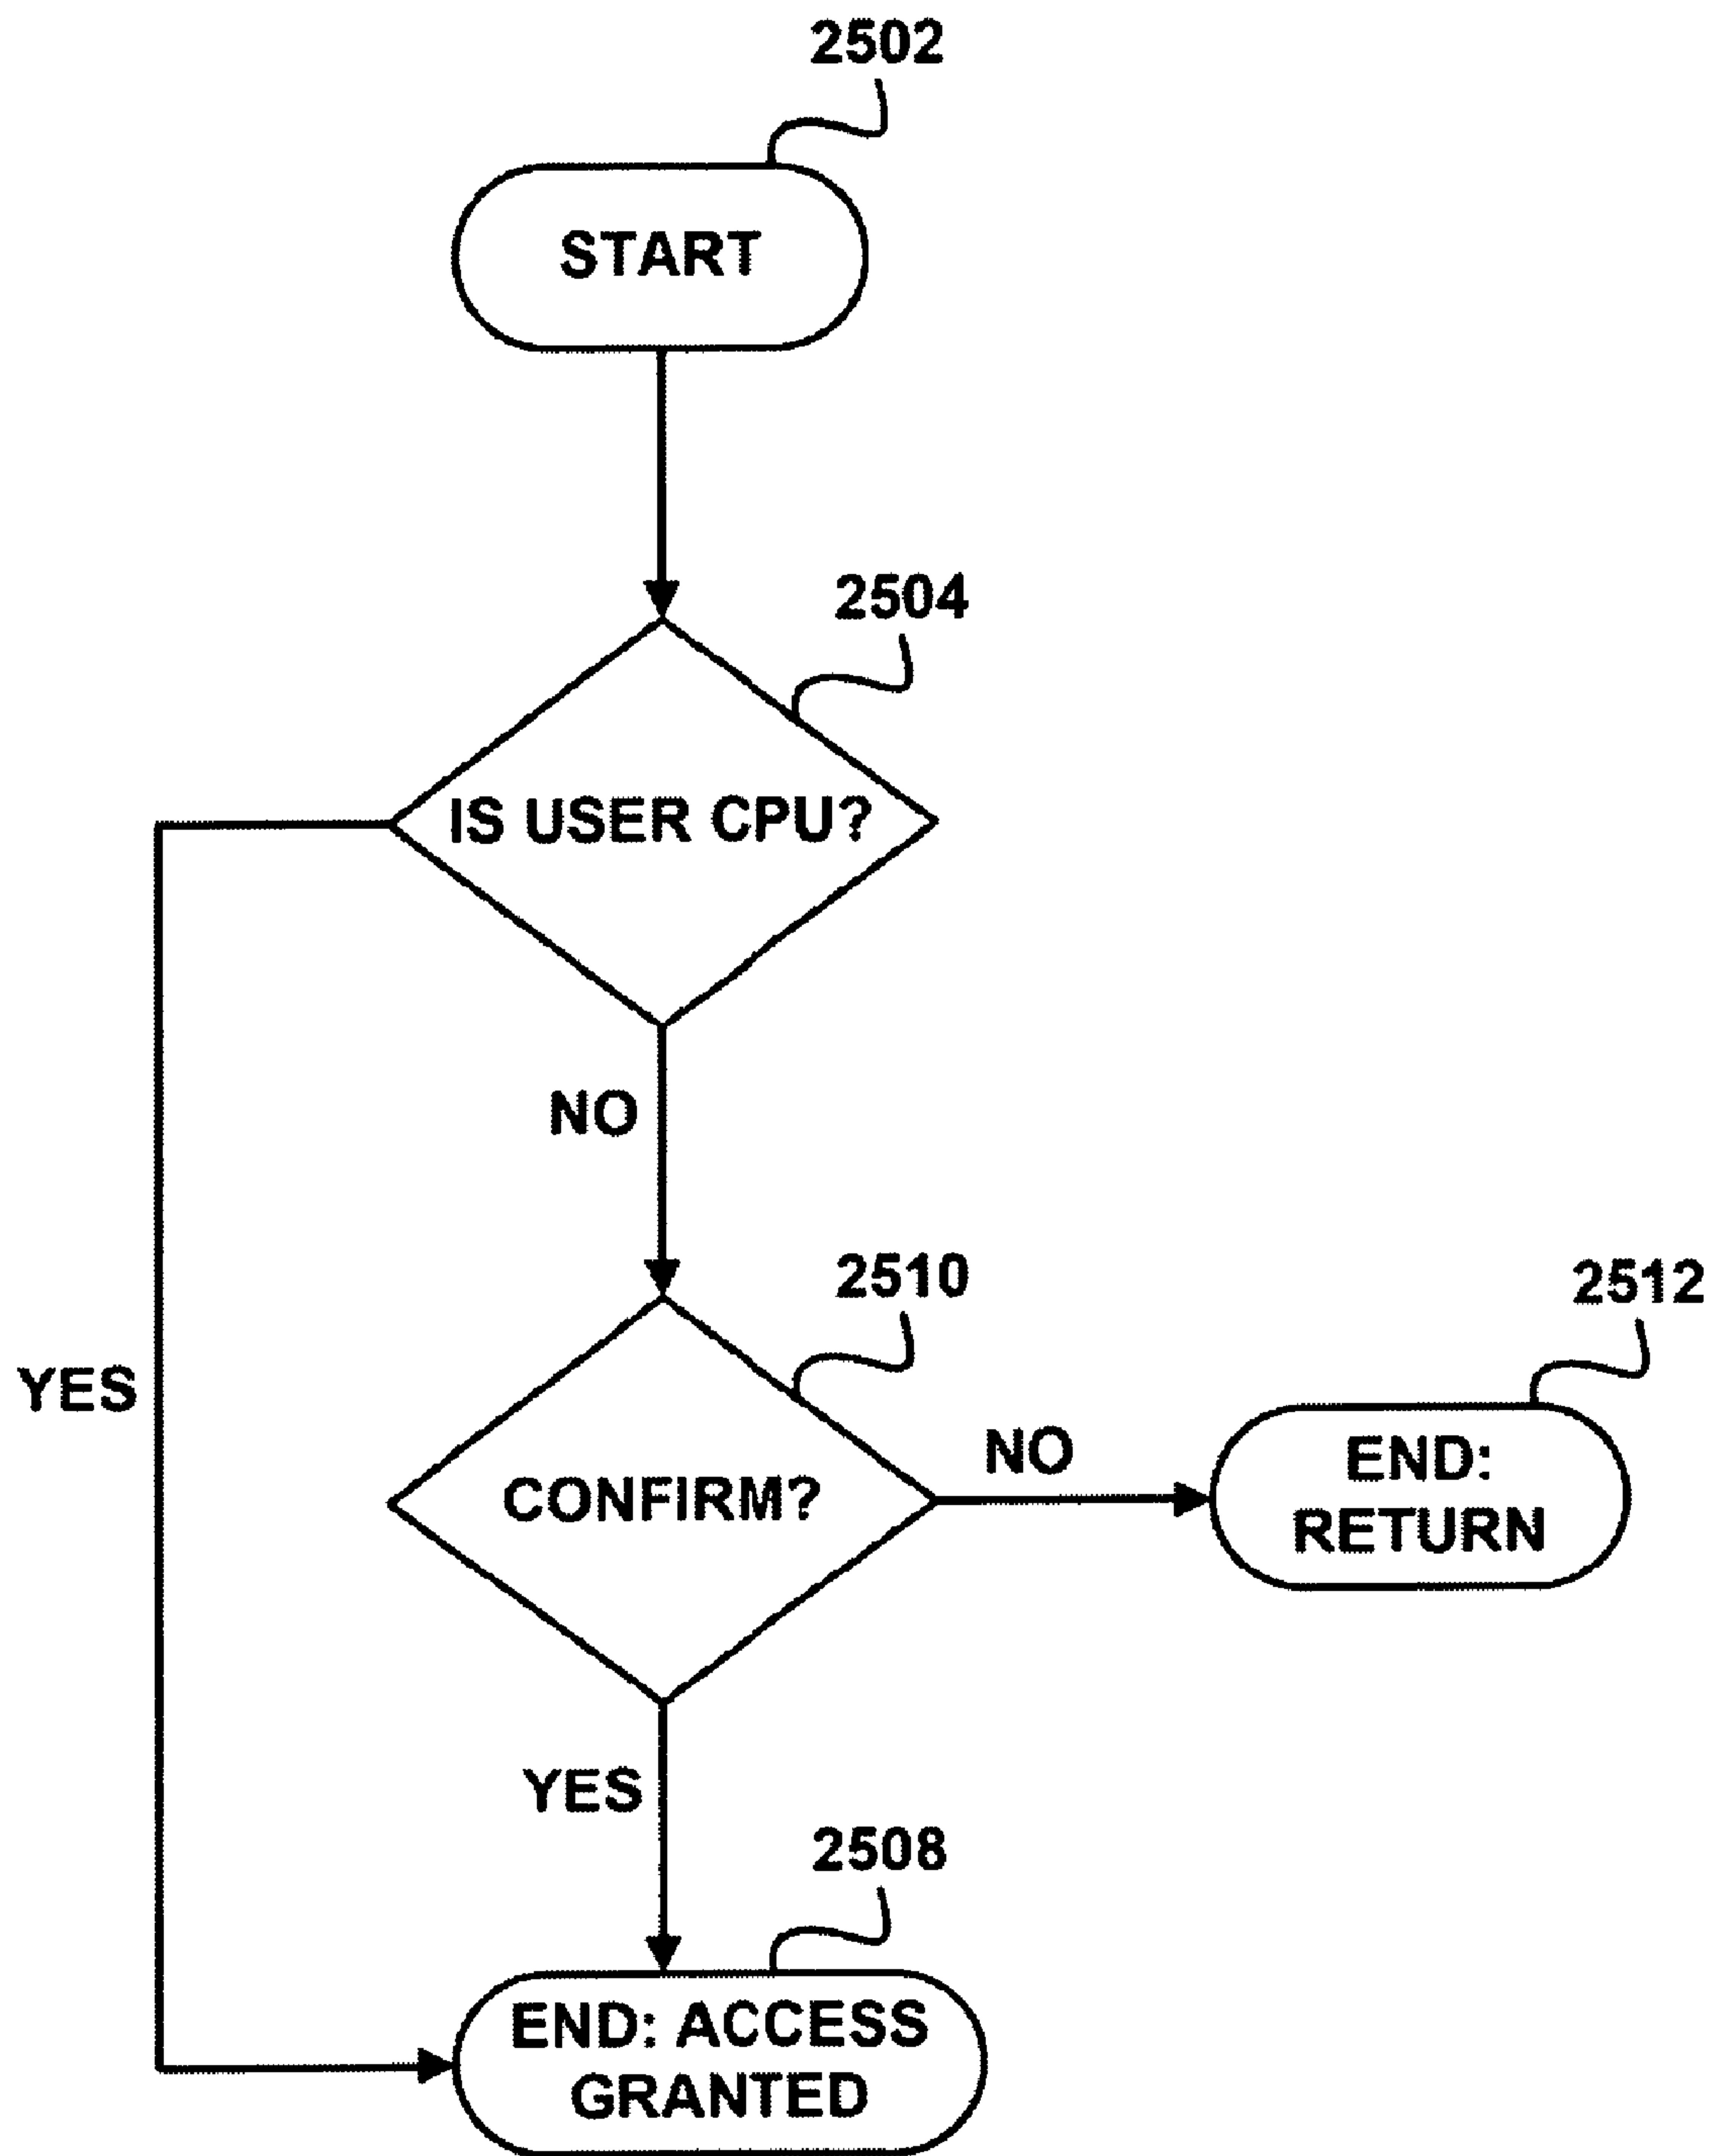 2502
START
2504
IS USER CPU?
NO
2510
2512
YES
CONFIRM?
NO
END:
RETURN
YES
2508
END: ACCESS
GRANTED